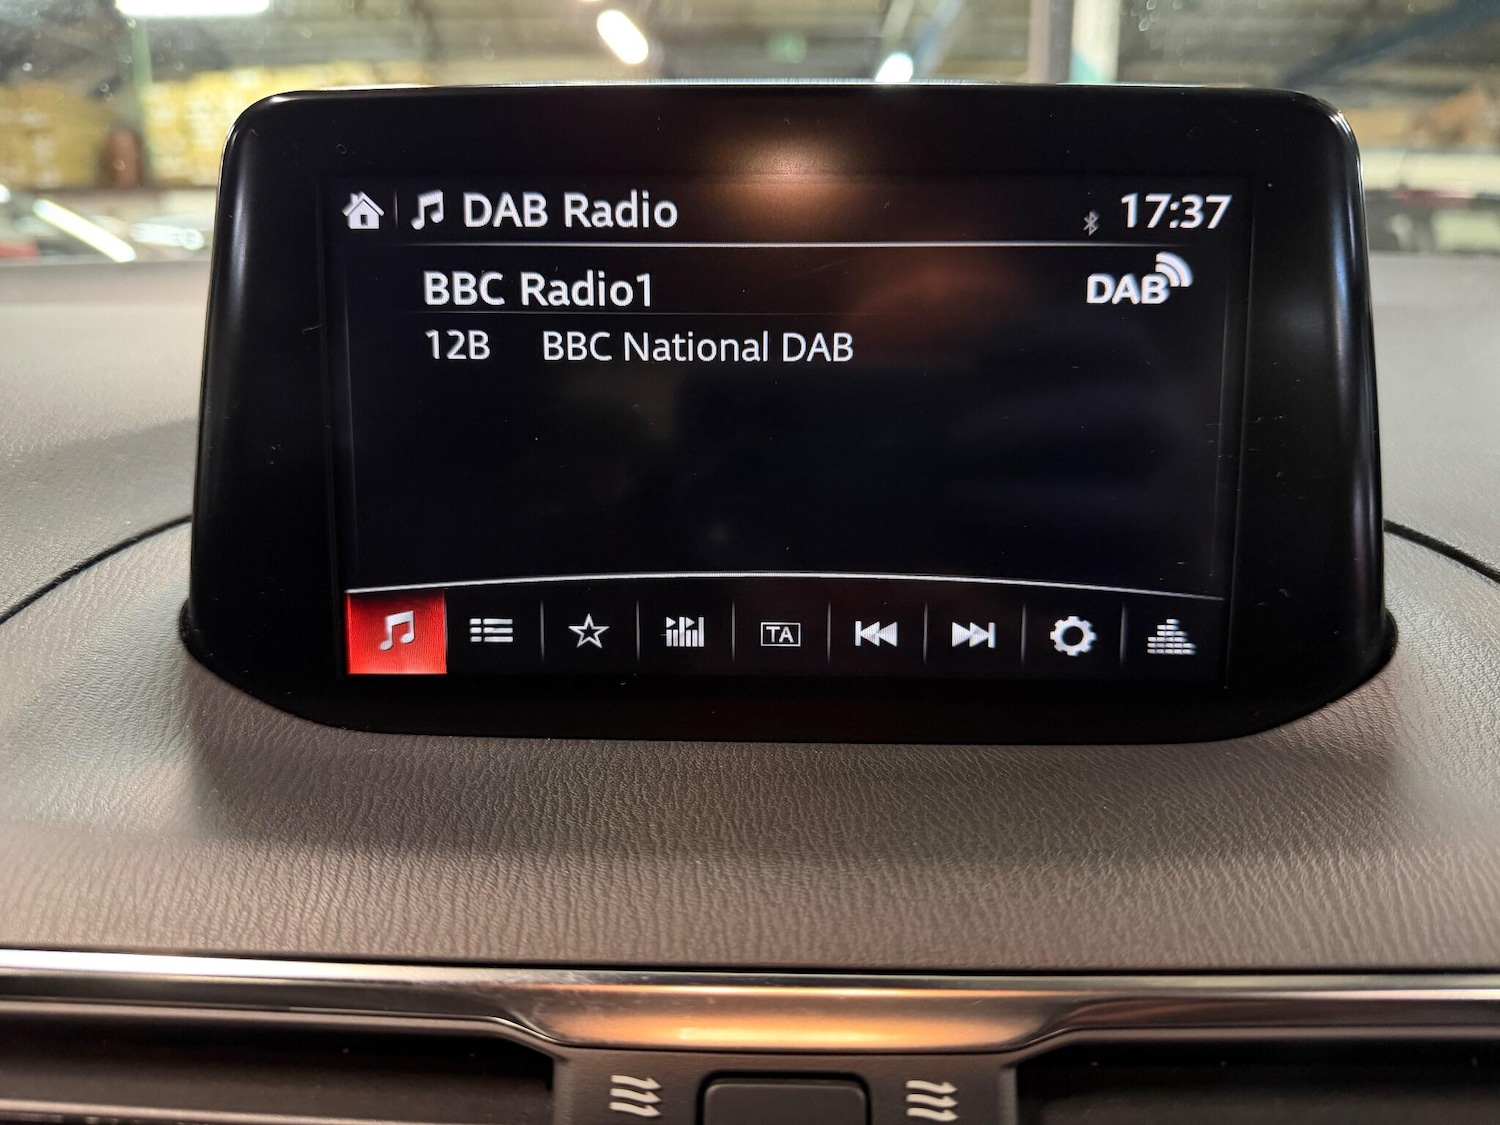 DAB Radio 17:37
BBC Radio1 DAB
12B BBC National DAB
TA